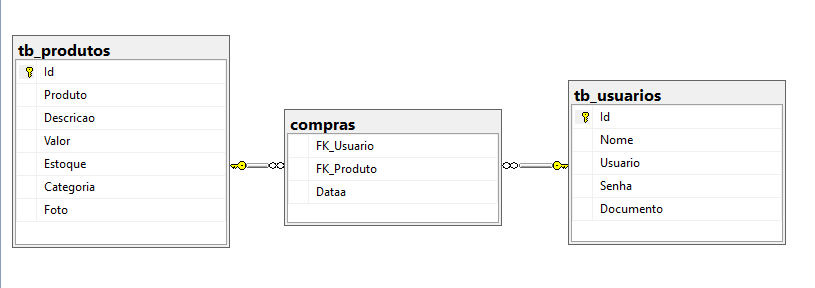 tb_produtos
Id
Produto
Descricao
Valor
Estoque
Categoria
Foto
compras
FK_Usuario
FK_Produto
Dataa
tb_usuarios
Id
Nome
Usuario
Senha
Documento